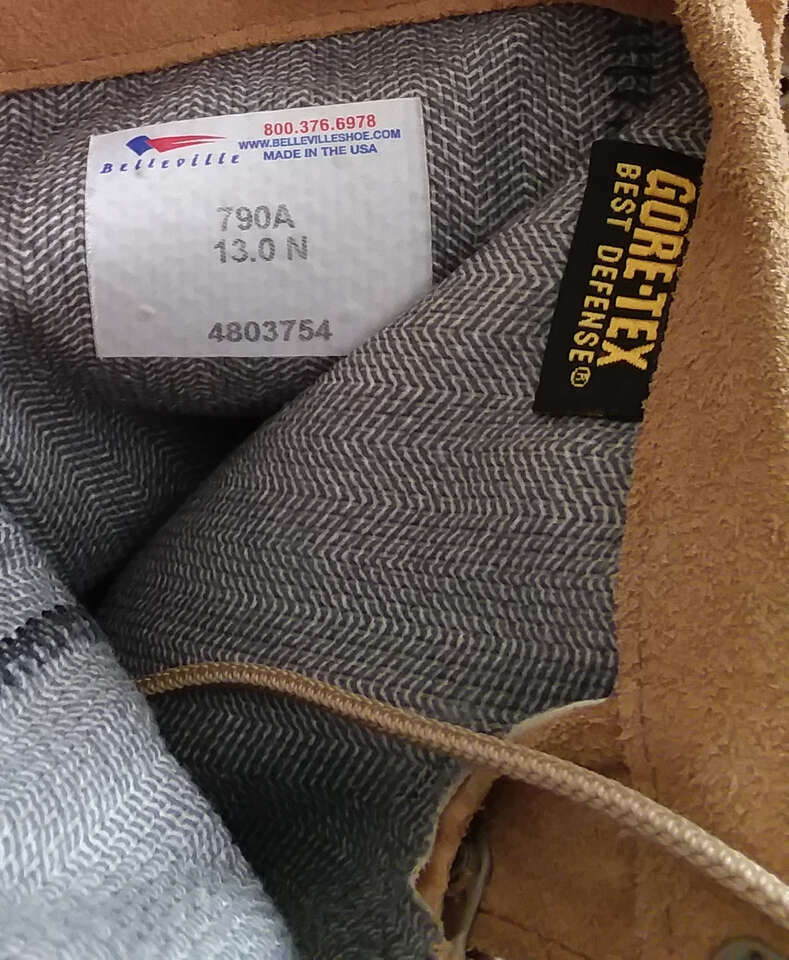 Belleville
800.376.6978
WWW.BELLEVILLESHOE.COM
MADE IN THE USA
790A
13.0 N
4803754
GORE-TEX
BEST DEFENSE®